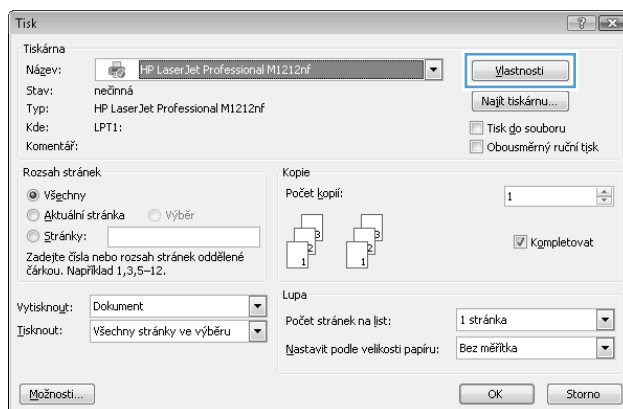 Tisk
Tiskárna
Název: HP LaserJet Professional M1212nf
Vlastnosti
Stav: nečinná
Typ: HP LaserJet Professional M1212nf
Najít tiskárnu...
Kde: LPT1:
Tisk do souboru
Komentář:
Obousměrný ruční tisk
Rozsah stránek
Všechny
Aktuální stránka Výběr
Stránky:
Zadejte čísla nebo rozsah stránek oddělené
čárkou. Například 1,3,5–12.
Kopie
Počet kopií: 1
3 3
2 2
1 1
Kompletovat
Vytisknout: Dokument
Tisknout: Všechny stránky ve výběru
Lupa
Počet stránek na list: 1 stránka
Nastavit podle velikosti papíru: Bez měřítka
Možnosti...
OK Storno